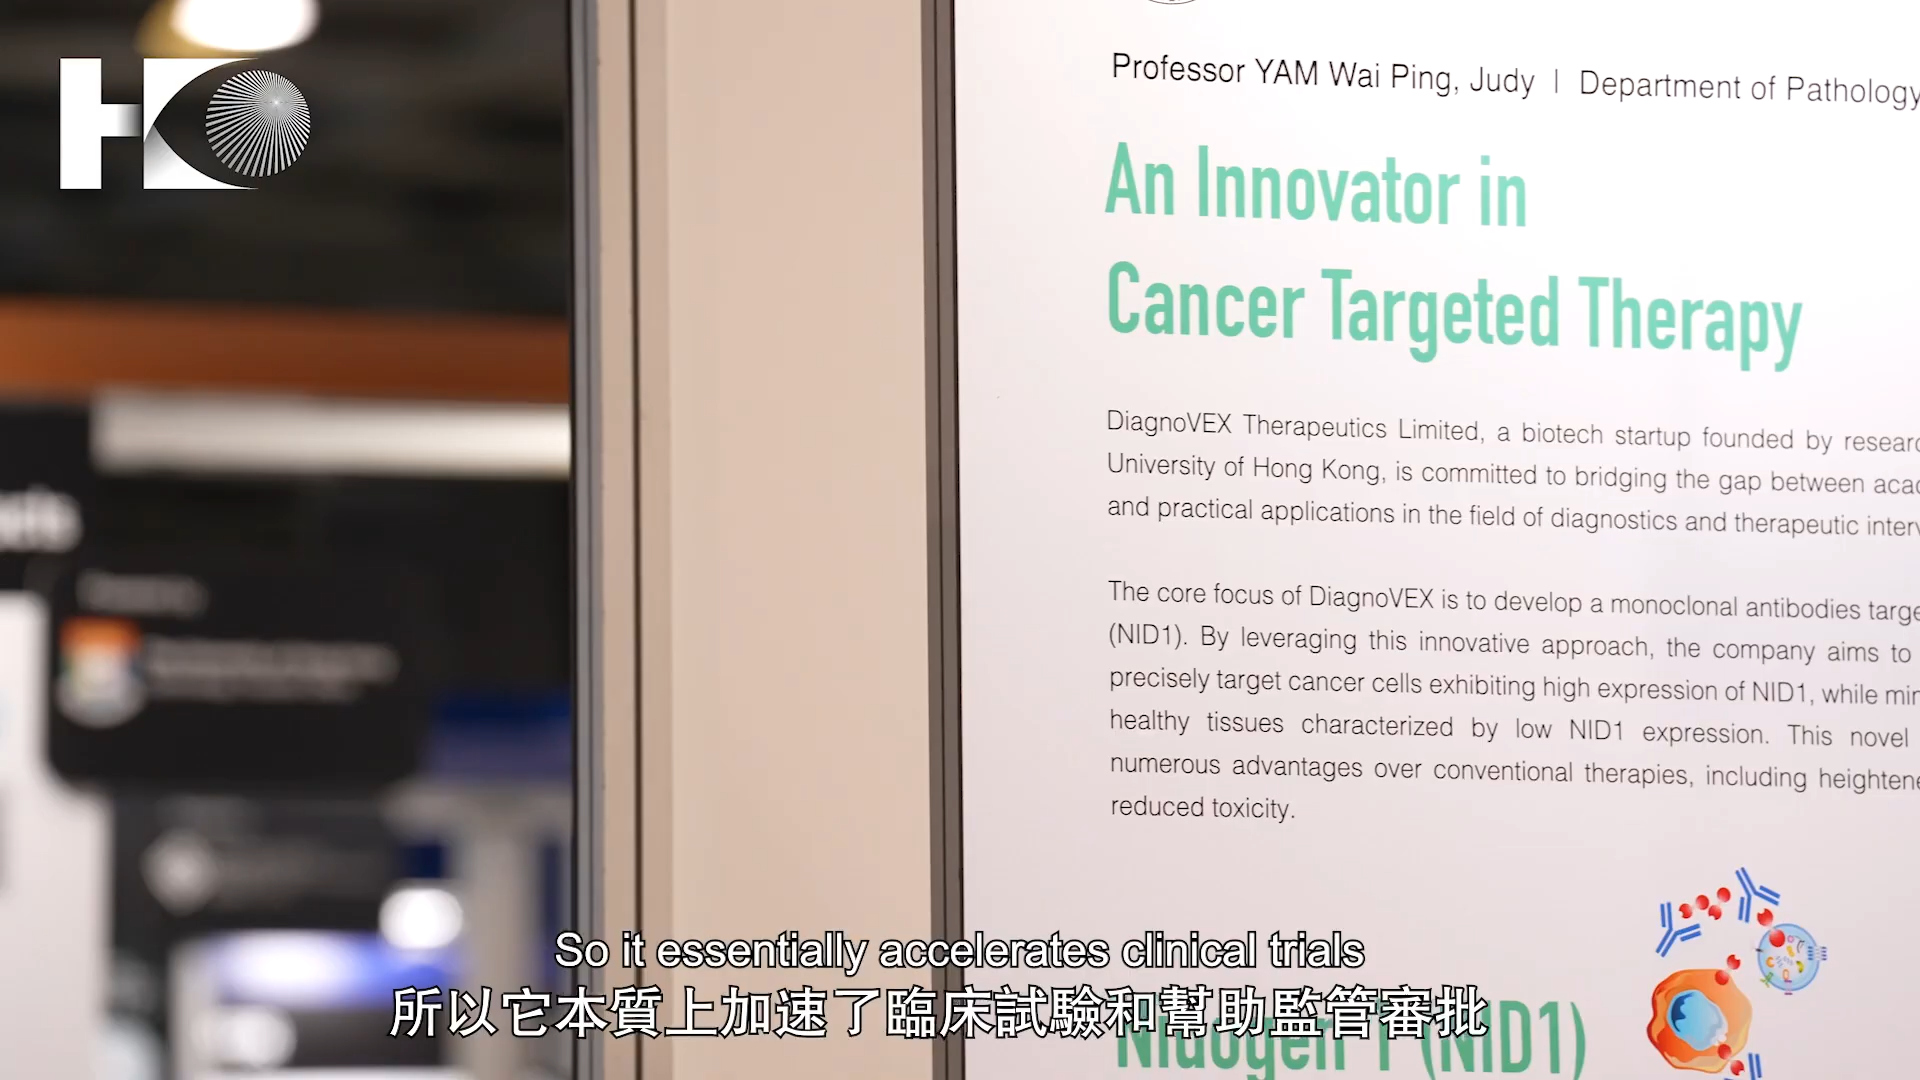 HK
Professor YAM Wai Ping, Judy | Department of Pathology
An Innovator in
Cancer Targeted Therapy
DiagnoVEX Therapeutics Limited, a biotech startup founded by
University of Hong Kong, is committed to bridging the gap between
and practical applications in the field of diagnostics and therapeutic
The core focus of DiagnoVEX is to develop a monoclonal antibodies
(NID1). By leveraging this innovative approach, the company aims to
precisely target cancer cells exhibiting high expression of NID1, while
healthy tissues characterized by low NID1 expression. This novel
numerous advantages over conventional therapies, including
reduced toxicity.
So it essentially accelerates clinical trials
所以它本質上加速了臨床試驗和幫助監管審批
Nidogen 1 (NID1)